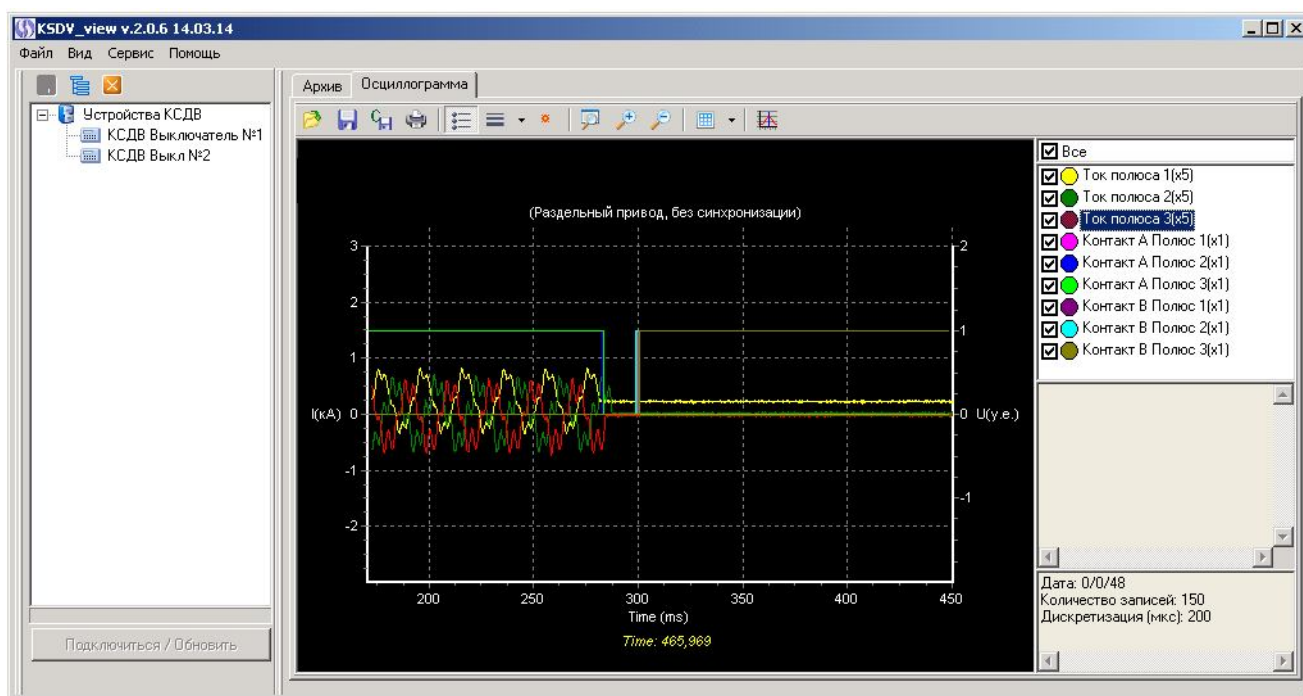 KSDV_view v.2.0.6 14.03.14
Файл Вид Сервис Помощь
Устройства КСДВ
КСДВ Выключатель №1
КСДВ Выкл №2
Подключиться / Обновить
Архив Осциллограмма
(Раздельный привод, без синхронизации)
3
2
1
I(кА) 0
-1
-2
2
1
0 U(у.е.)
-1
200 250 300 350 400 450
Time (ms)
Time: 465,969
Все
Ток полюса 1(x5)
Ток полюса 2(x5)
Ток полюса 3(x5)
Контакт А Полюс 1(x1)
Контакт А Полюс 2(x1)
Контакт А Полюс 3(x1)
Контакт В Полюс 1(x1)
Контакт В Полюс 2(x1)
Контакт В Полюс 3(x1)
Дата: 0/0/48
Количество записей: 150
Дискретизация (мкс): 200